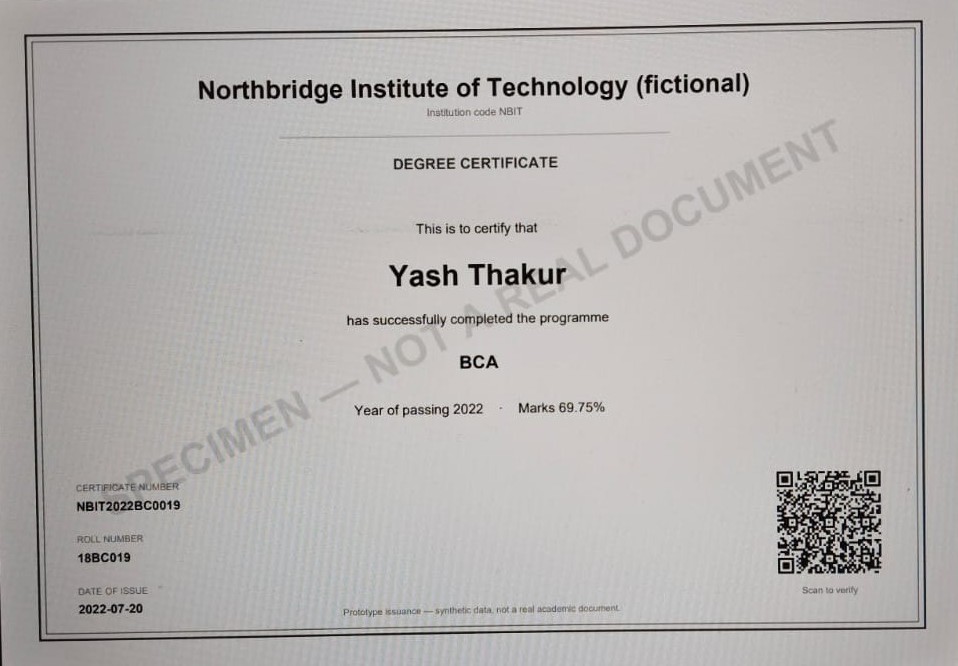 Northbridge Institute of Technology (fictional)
Institution code NBIT
DEGREE CERTIFICATE
This is to certify that
Yash Thakur
has successfully completed the programme
BCA
Year of passing 2022 · Marks 69.75%
SPECIMEN — NOT A REAL DOCUMENT
CERTIFICATE NUMBER
NBIT2022BC0019
ROLL NUMBER
18BC019
DATE OF ISSUE
2022-07-20
Scan to verify
Prototype issuance — synthetic data, not a real academic document.